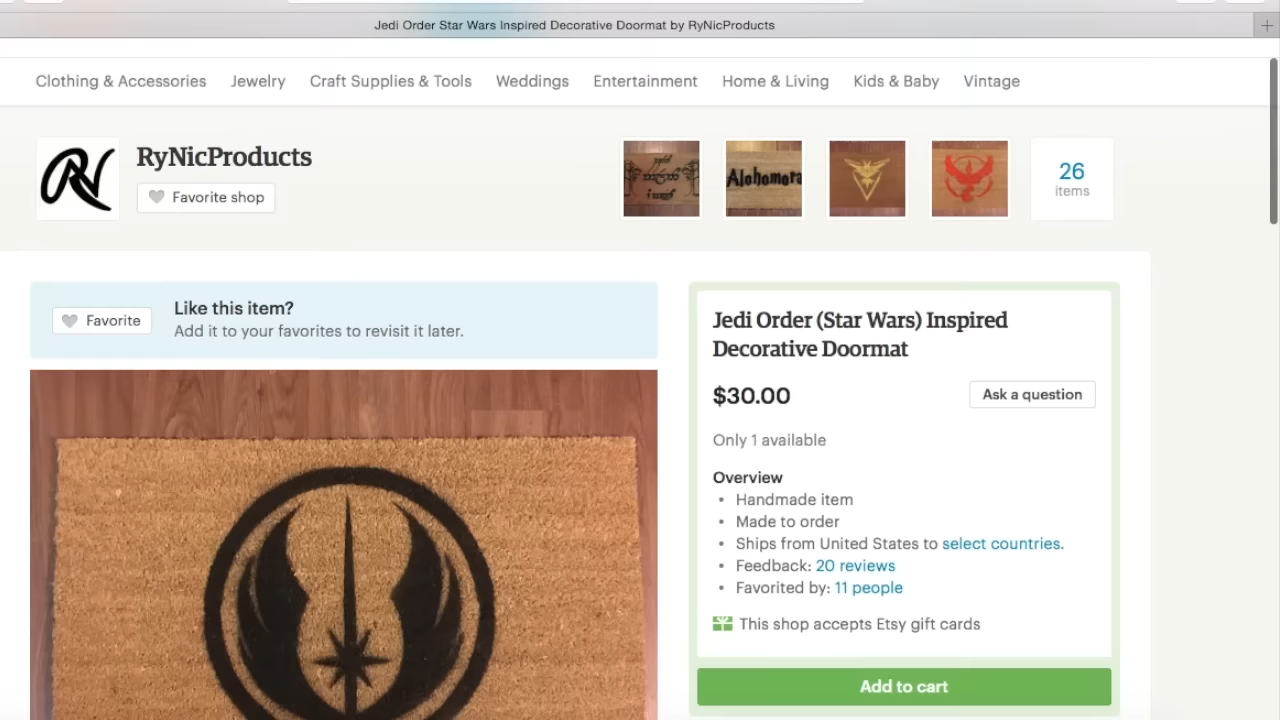 Jedi Order Star Wars Inspired Decorative Doormat by RyNicProducts
Clothing & Accessories Jewelry Craft Supplies & Tools Weddings Entertainment Home & Living Kids & Baby Vintage
RyNicProducts
Favorite shop
Alohomora
26
items
Favorite
Like this item?
Add it to your favorites to revisit it later.
Jedi Order (Star Wars) Inspired
Decorative Doormat
$30.00
Ask a question
Only 1 available
Overview
• Handmade item
• Made to order
• Ships from United States to select countries.
• Feedback: 20 reviews
• Favorited by: 11 people
This shop accepts Etsy gift cards
Add to cart